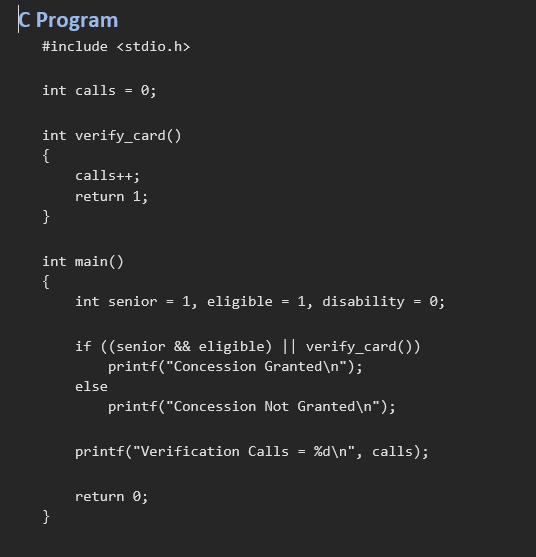 C Program
#include <stdio.h>
int calls = 0;
int verify_card()
{
calls++;
return 1;
}
int main()
{
int senior = 1, eligible = 1, disability = 0;
if ((senior && eligible) || verify_card())
printf("Concession Granted\n");
else
printf("Concession Not Granted\n");
printf("Verification Calls = %d\n", calls);
return 0;
}